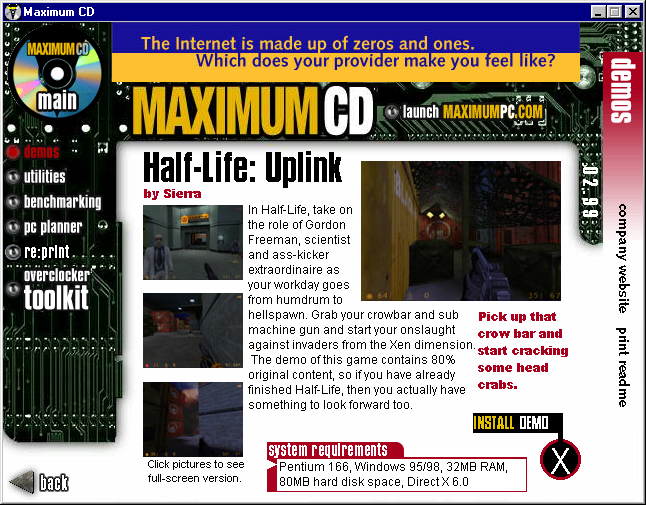 Maximum CD
MAXIMUM CD
main
The Internet is made up of zeros and ones.
Which does your provider make you feel like?
MAXIMUMCD
launch MAXIMUMPC.COM
demos
utilities
benchmarking
pc planner
re:print
overclocker
toolkit
back
Half-Life: Uplink
by Sierra
In Half-Life, take on
the role of Gordon
Freeman, scientist
and ass-kicker
extraordinaire as
your workday goes
from humdrum to
hellspawn. Grab your crowbar and sub
machine gun and start your onslaught
against invaders from the Xen dimension.
The demo of this game contains 80%
original content, so if you have already
finished Half-Life, then you actually have
something to look forward too.
Click pictures to see
full-screen version.
64
0
35: 67
Pick up that
crow bar and
start cracking
some head
crabs.
INSTALL DEMO
X
system requirements
Pentium 166, Windows 95/98, 32MB RAM,
80MB hard disk space, Direct X 6.0
demos
.02.99
company website
print readme